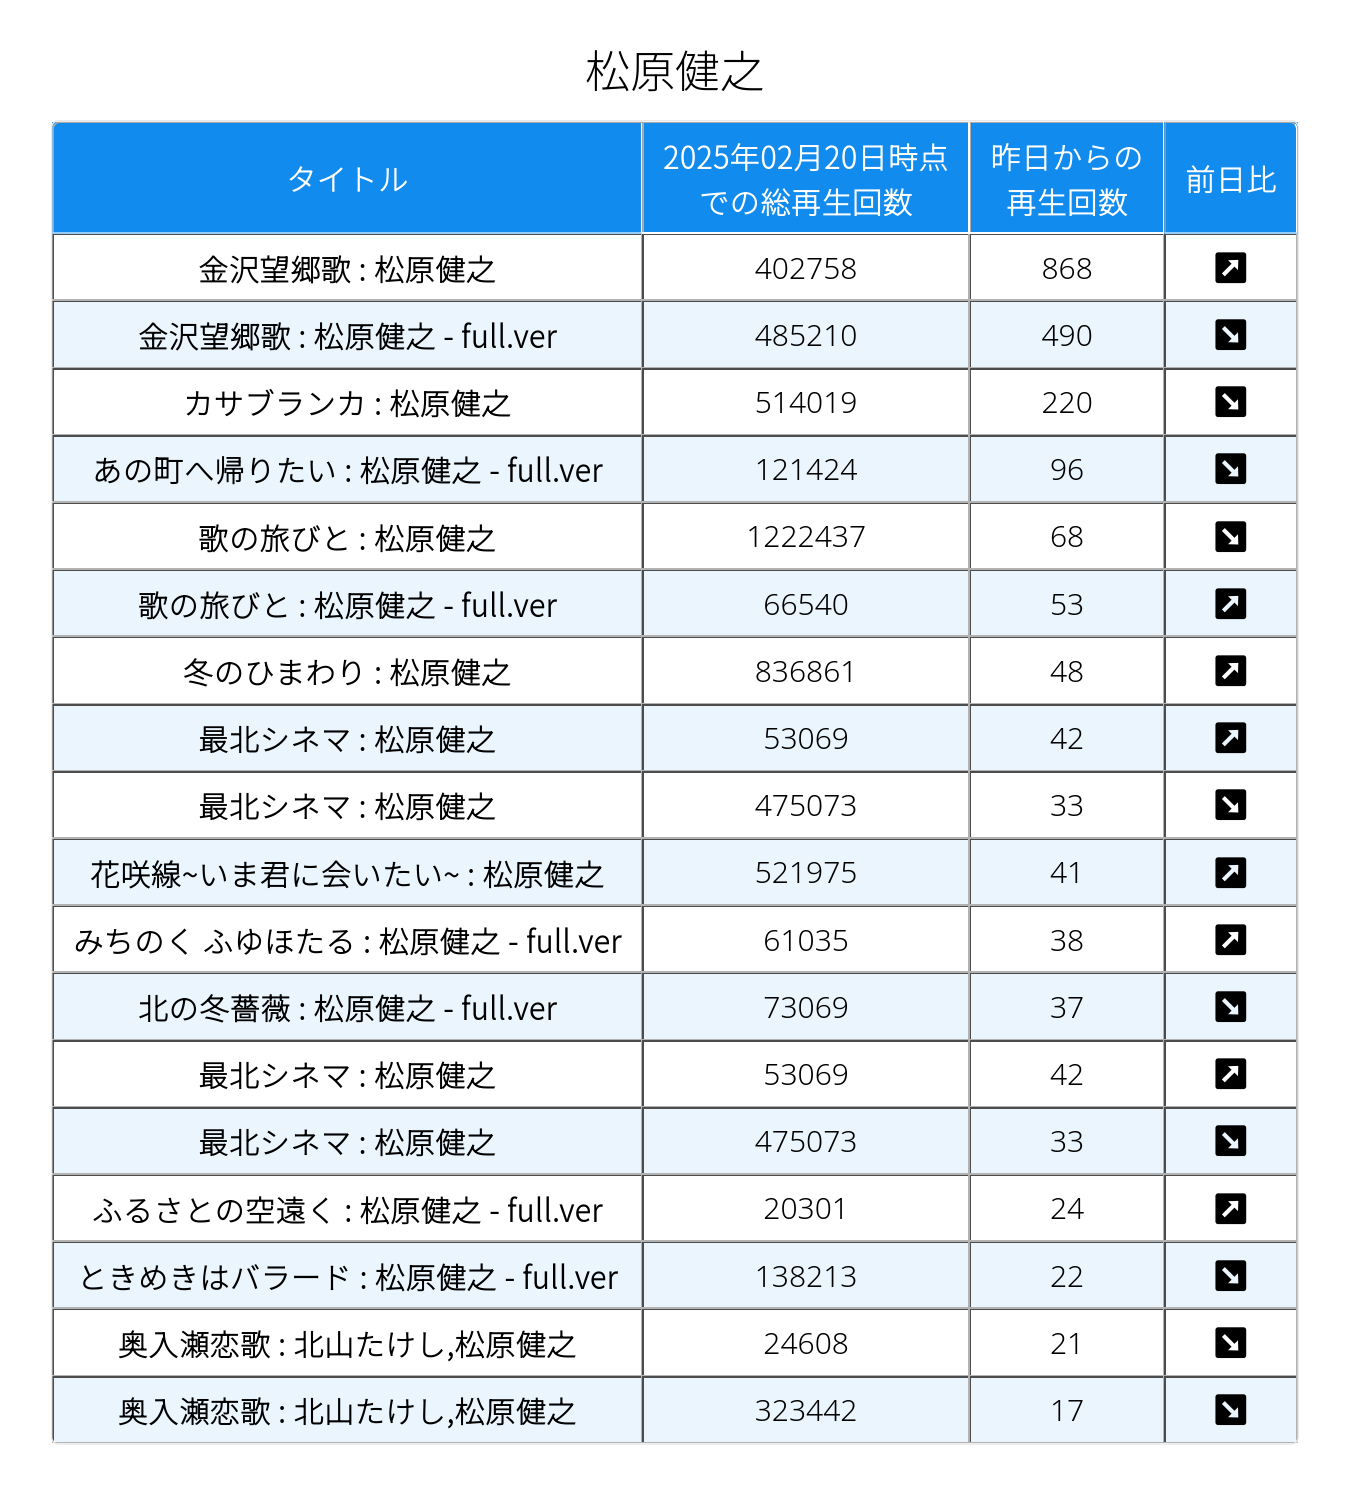 松原健之
タイトル 2025年02月20日時点 昨日からの 前日比
での総再生回数 再生回数
金沢望郷歌 : 松原健之 402758 868 ↗
金沢望郷歌 : 松原健之 - full.ver 485210 490 ↘
カサブランカ : 松原健之 514019 220 ↘
あの町へ帰りたい : 松原健之 - full.ver 121424 96 ↘
歌の旅びと : 松原健之 1222437 68 ↘
歌の旅びと : 松原健之 - full.ver 66540 53 ↗
冬のひまわり : 松原健之 836861 48 ↗
最北シネマ : 松原健之 53069 42 ↗
最北シネマ : 松原健之 475073 33 ↘
花咲線~いま君に会いたい~ : 松原健之 521975 41 ↗
みちのく ふゆほたる : 松原健之 - full.ver 61035 38 ↗
北の冬薔薇 : 松原健之 - full.ver 73069 37 ↘
最北シネマ : 松原健之 53069 42 ↗
最北シネマ : 松原健之 475073 33 ↘
ふるさとの空遠く : 松原健之 - full.ver 20301 24 ↗
ときめきはバラード : 松原健之 - full.ver 138213 22 ↘
奥入瀬恋歌 : 北山たけし,松原健之 24608 21 ↘
奥入瀬恋歌 : 北山たけし,松原健之 323442 17 ↘